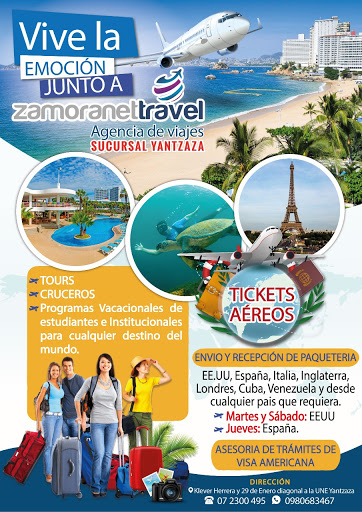 Vive la
EMOCIÓN
JUNTO A
zamoranettravel
Agencia de viajes
SUCURSAL YANTZAZA
TOURS
CRUCEROS
Programas Vacacionales de
estudiantes e Institucionales
para cualquier destino del
mundo.
TICKETS
AÉREOS
ENVIO Y RECEPCIÓN DE PAQUETERIA
EE.UU, España, Italia, Inglaterra,
Londres, Cuba, Venezuela y desde
cualquier pais que requiera.
Martes y Sábado: EEUU
Jueves: España.
ASESORIA DE TRÁMITES DE
VISA AMERICANA
DIRECCIÓN
Klever Herrera y 29 de Enero diagonal a la UNE Yantzaza
07 2300 495 0980683467